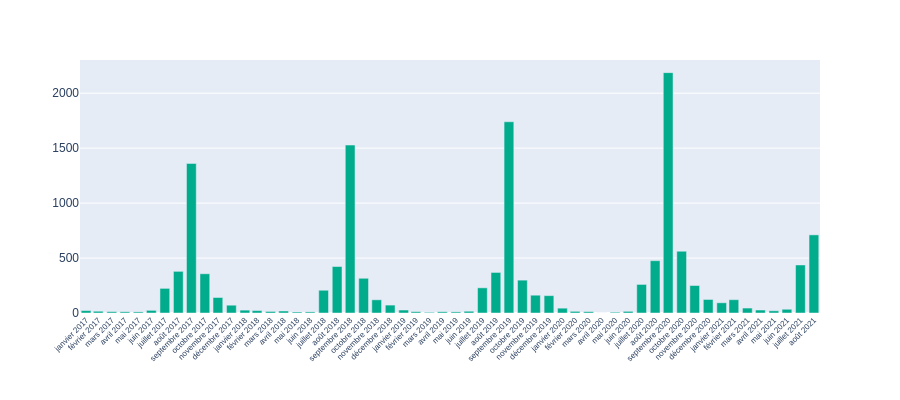 2000
1500
1000
500
0
janvier 2017
février 2017
mars 2017
avril 2017
mai 2017
juin 2017
juillet 2017
août 2017
septembre 2017
octobre 2017
novembre 2017
décembre 2017
janvier 2018
février 2018
mars 2018
avril 2018
mai 2018
juin 2018
juillet 2018
août 2018
septembre 2018
octobre 2018
novembre 2018
décembre 2018
janvier 2019
février 2019
mars 2019
avril 2019
mai 2019
juin 2019
juillet 2019
août 2019
septembre 2019
octobre 2019
novembre 2019
décembre 2019
janvier 2020
février 2020
mars 2020
avril 2020
mai 2020
juin 2020
juillet 2020
août 2020
septembre 2020
octobre 2020
novembre 2020
décembre 2020
janvier 2021
février 2021
mars 2021
avril 2021
mai 2021
juin 2021
juillet 2021
août 2021